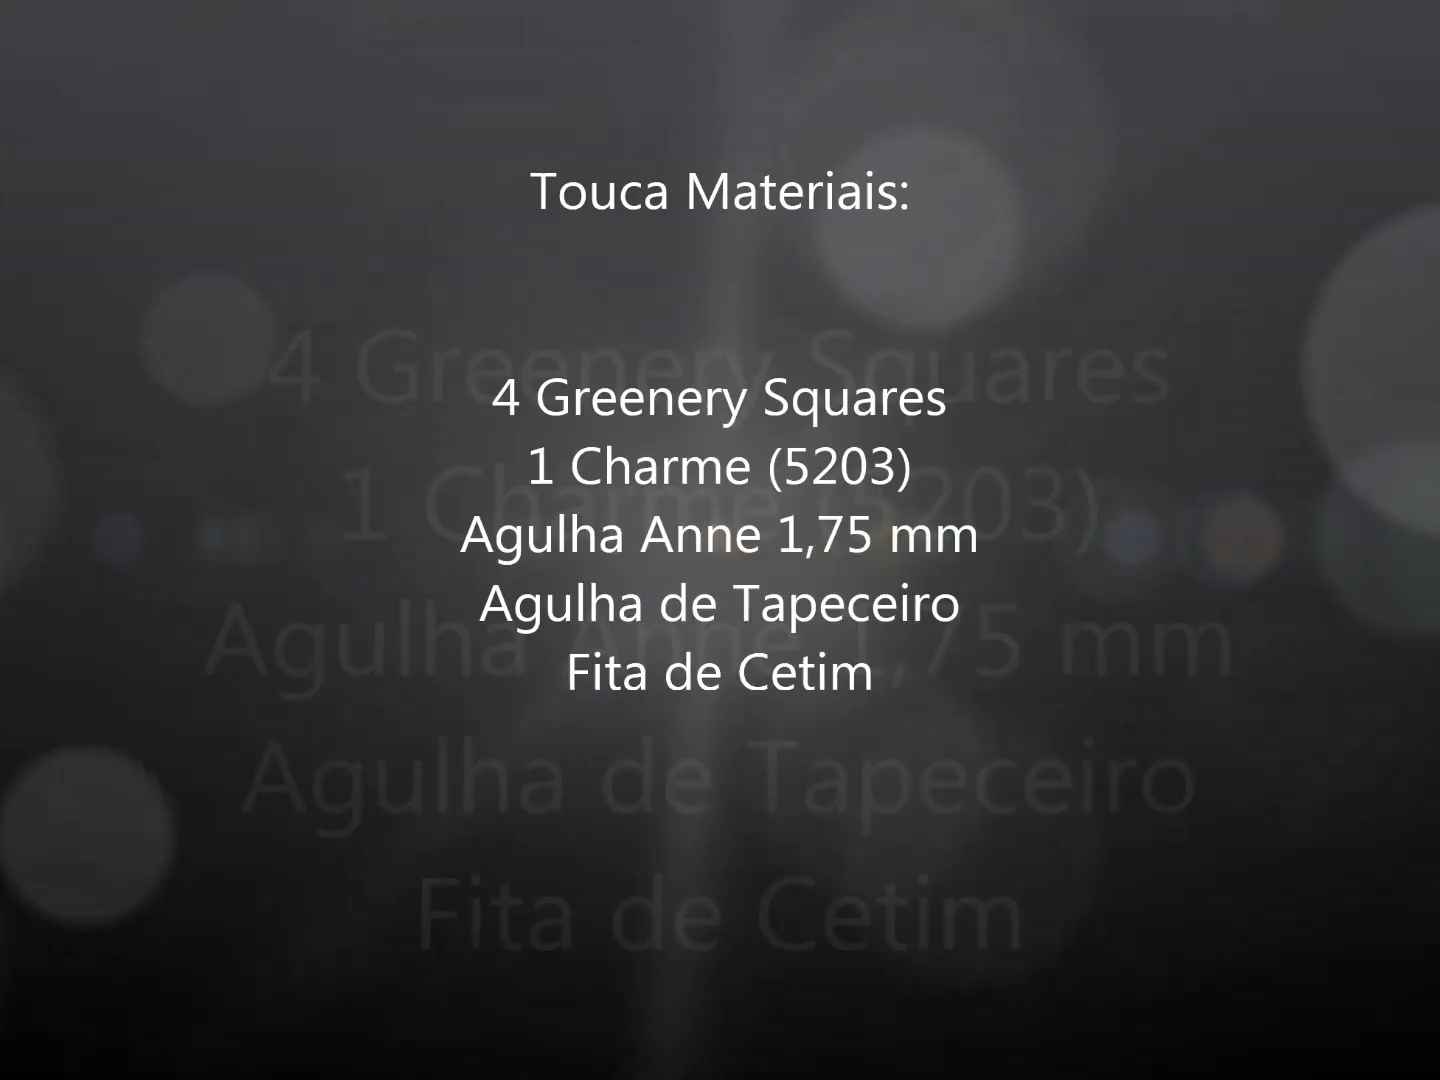 Touca Materiais:
4 Greenery Squares
1 Charme (5203)
Agulha Anne 1,75 mm
Agulha de Tapeceiro
Fita de Cetim